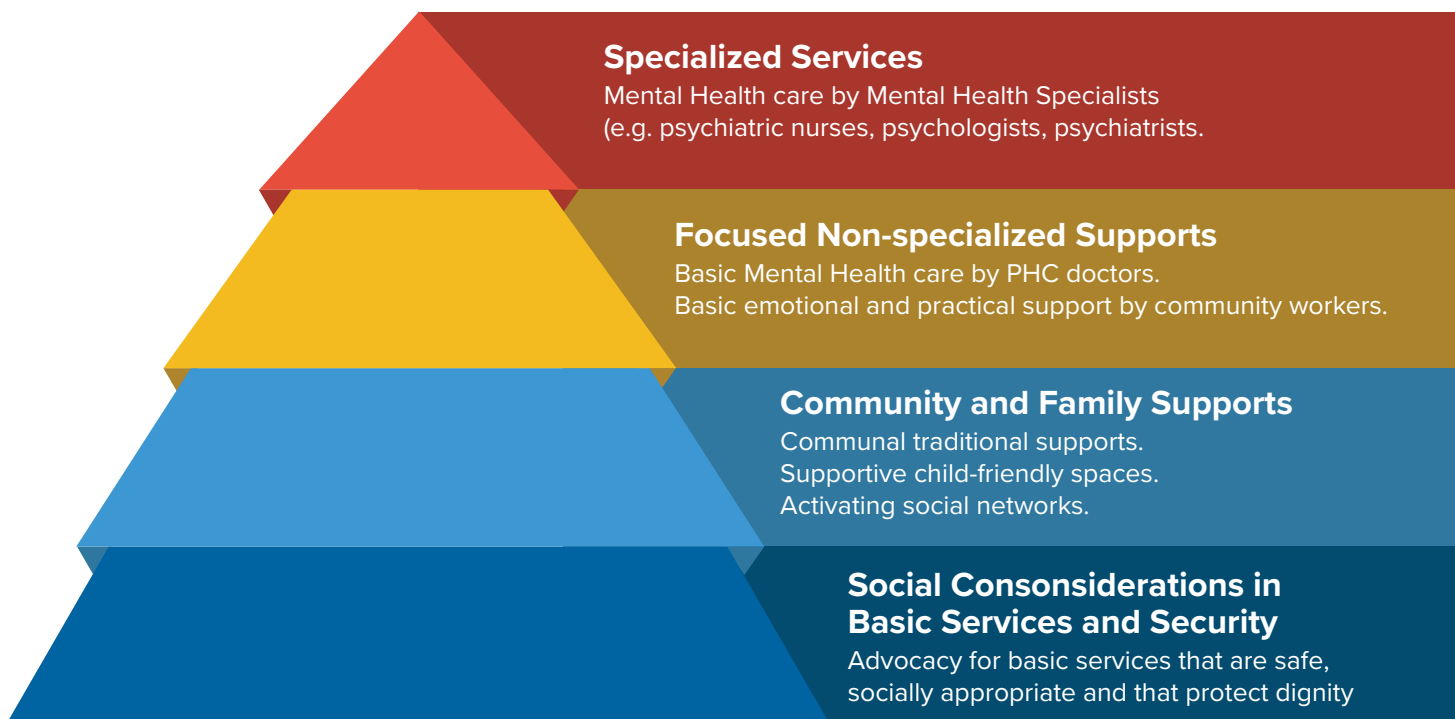 Specialized Services
Mental Health care by Mental Health Specialists
(e.g. psychiatric nurses, psychologists, psychiatrists.
Focused Non-specialized Supports
Basic Mental Health care by PHC doctors.
Basic emotional and practical support by community workers.
Community and Family Supports
Communal traditional supports.
Supportive child-friendly spaces.
Activating social networks.
Social Consonsiderations in
Basic Services and Security
Advocacy for basic services that are safe,
socially appropriate and that protect dignity